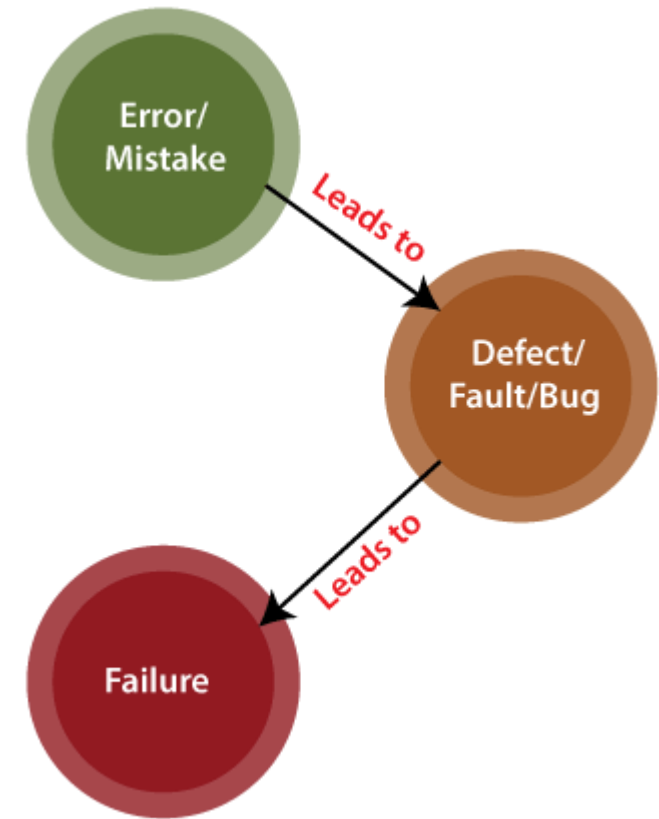 Error/
Mistake
Leads to
Defect/
Fault/Bug
Leads to
Failure